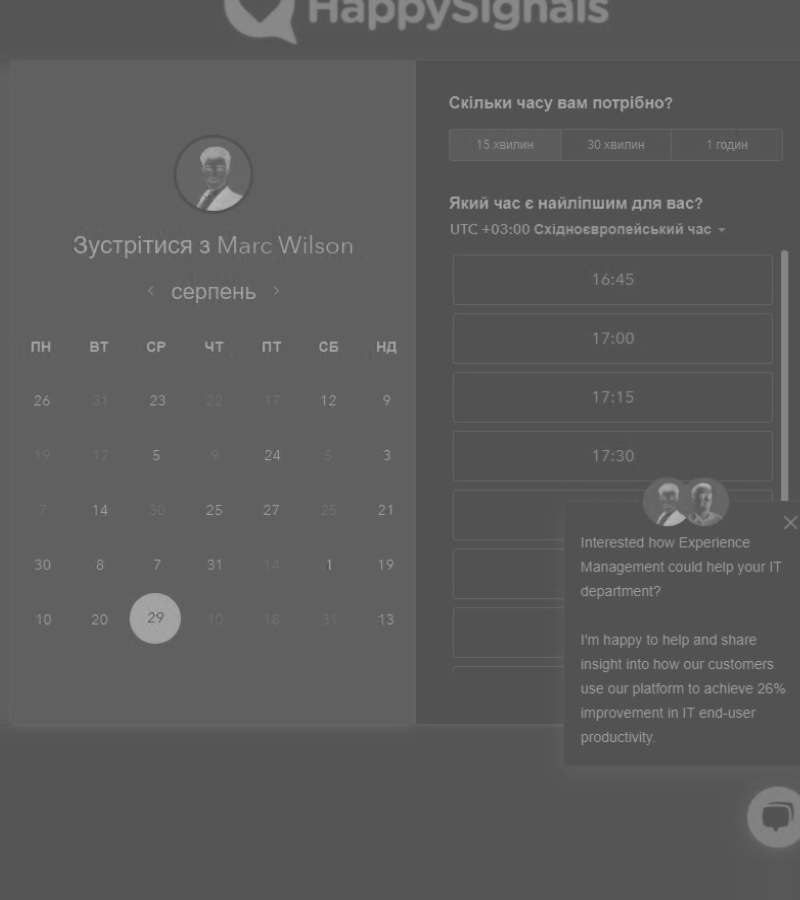 HappySignals
Зустрітися з Marc Wilson
серпень
ПН ВТ СР ЧТ ПТ СБ НД
26 31 23 22 17 12 9
19 17 5 9 24 5 3
7 14 30 25 27 25 21
30 8 7 31 14 1 19
10 20 29 10 18 31 13
Скільки часу вам потрібно?
15 хвилин 30 хвилин 1 годин
Який час є найліпшим для вас?
UTC +03:00 Східноєвропейський час
16:45
17:00
17:15
17:30
Interested how Experience
Management could help your IT
department?
I'm happy to help and share
insight into how our customers
use our platform to achieve 26%
improvement in IT end-user
productivity.